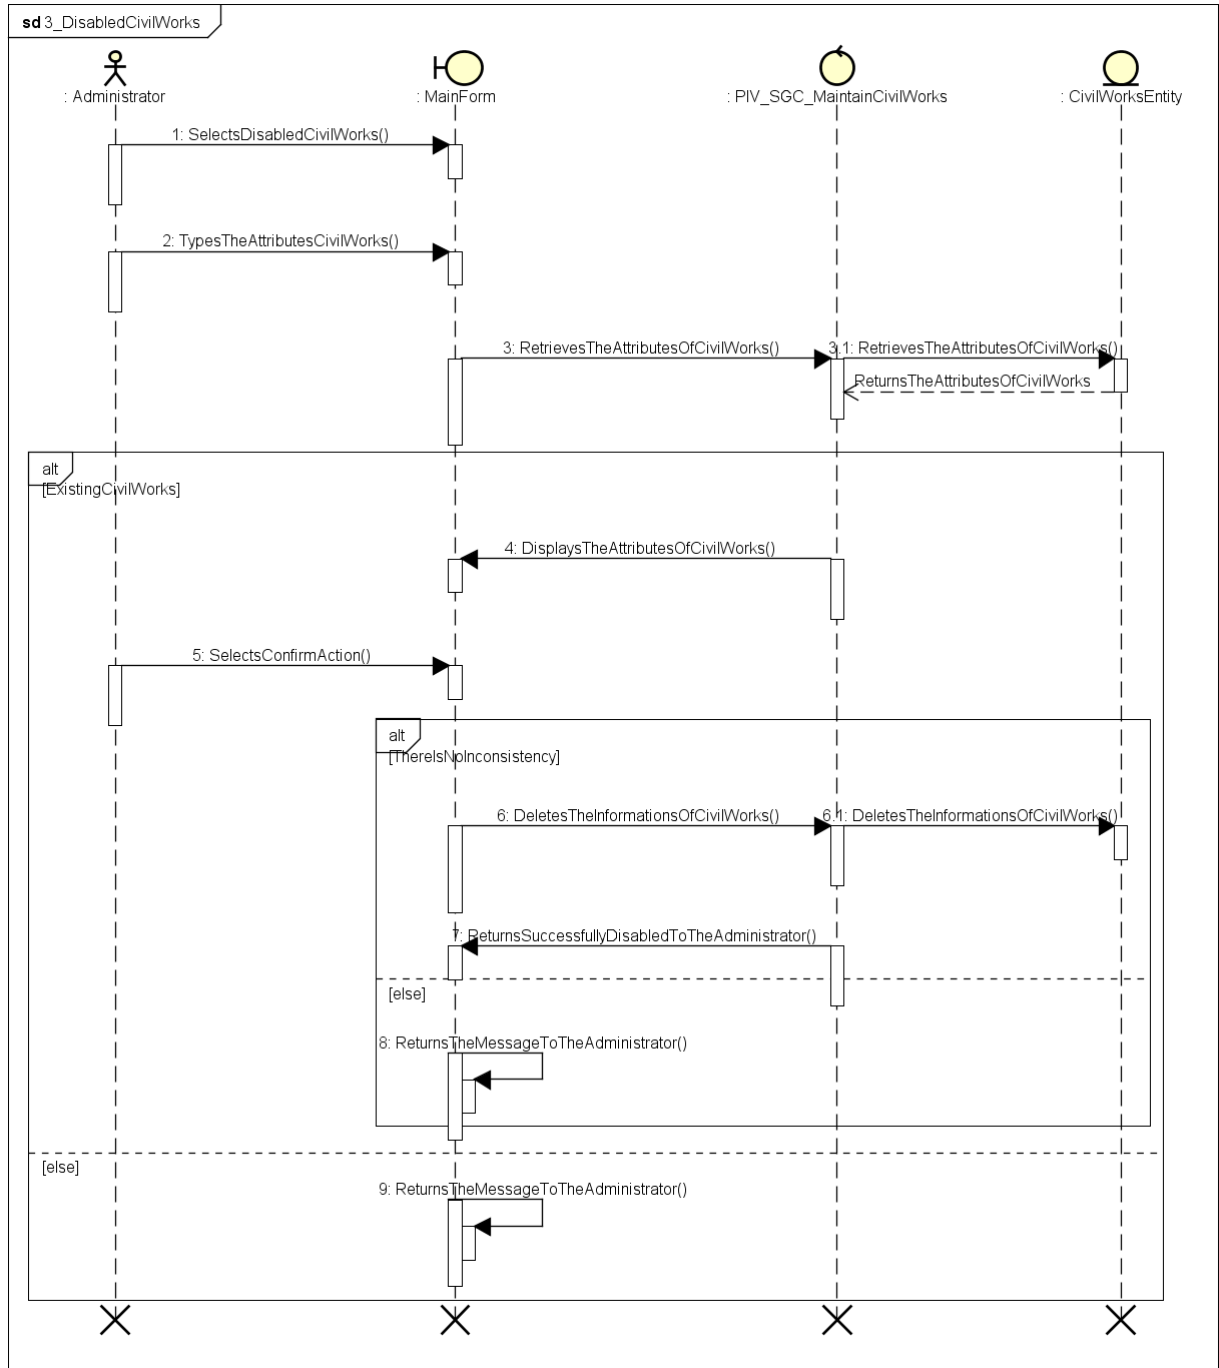 sd 3_DisabledCivilWorks
: Administrator
: MainForm
: PIV_SGC_MaintainCivilWorks
: CivilWorksEntity
1: SelectsDisabledCivilWorks()
2: TypesTheAttributesCivilWorks()
3: RetrievesTheAttributesOfCivilWorks()
3.1: RetrievesTheAttributesOfCivilWorks()
ReturnsTheAttributesOfCivilWorks
alt
[ExistingCivilWorks]
4: DisplaysTheAttributesOfCivilWorks()
5: SelectsConfirmAction()
alt
[ThereIsNoInconsistency]
6: DeletesTheInformationsOfCivilWorks()
6.1: DeletesTheInformationsOfCivilWorks()
7: ReturnsSuccessfullyDisabledToTheAdministrator()
[else]
8: ReturnsTheMessageToTheAdministrator()
[else]
9: ReturnsTheMessageToTheAdministrator()